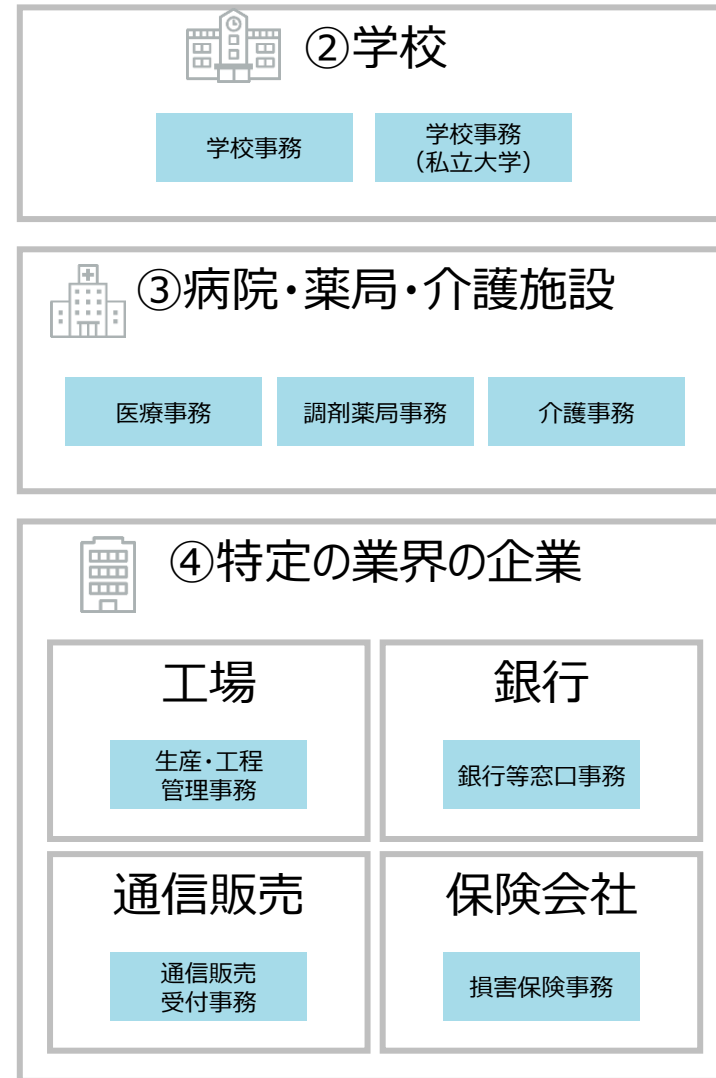 ②学校
学校事務
学校事務
（私立大学）
③病院・薬局・介護施設
医療事務
調剤薬局事務
介護事務
④特定の業界の企業
工場
生産・工程
管理事務
銀行
銀行等窓口事務
通信販売
通信販売
受付事務
保険会社
損害保険事務